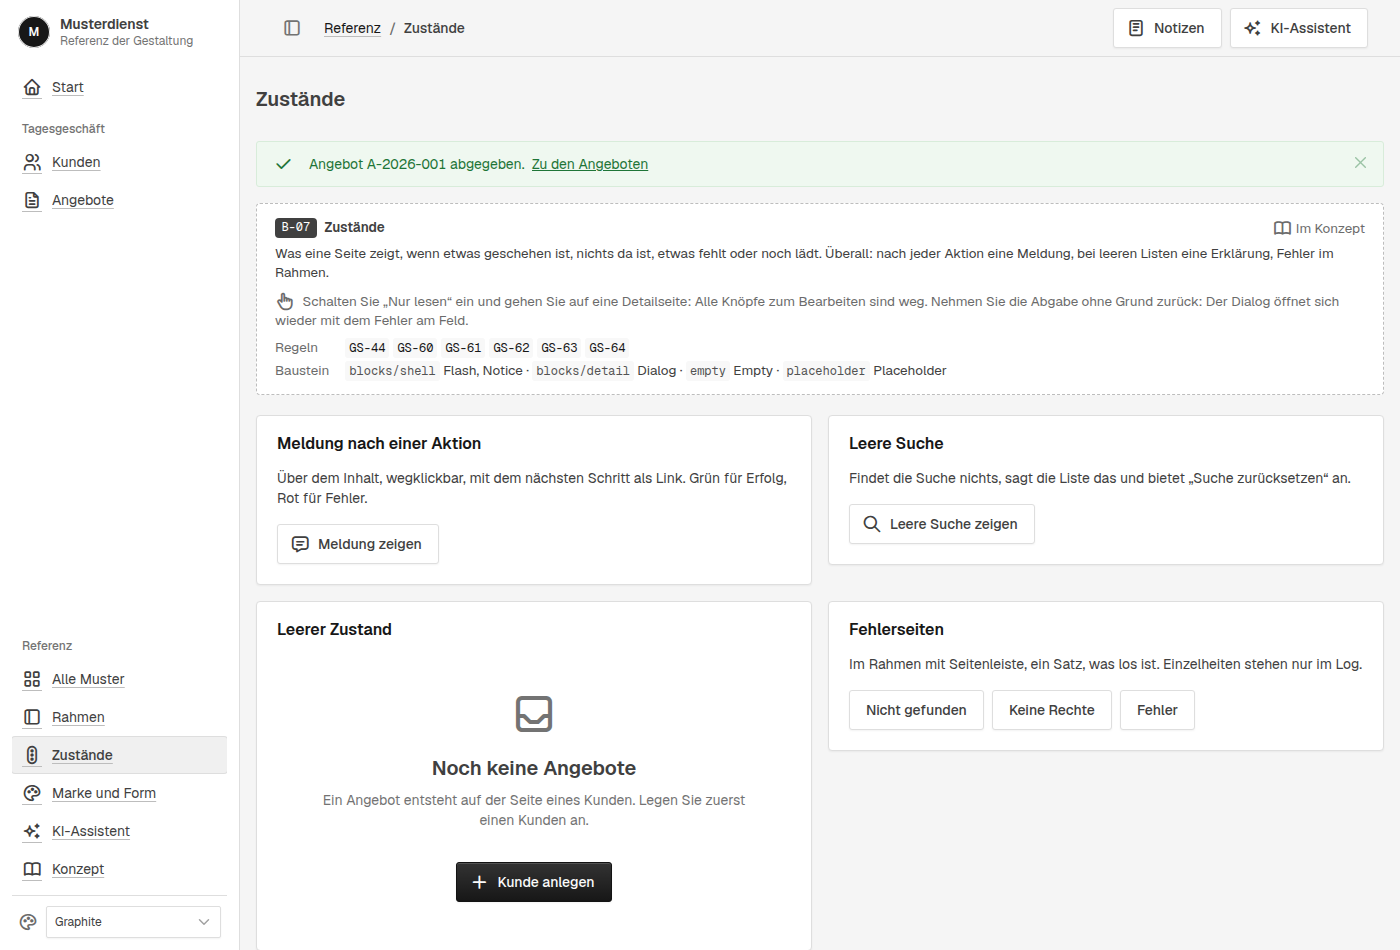 M
Musterdienst
Referenz der Gestaltung
Start
Tagesgeschäft
Kunden
Angebote
Referenz
Alle Muster
Rahmen
Zustände
Marke und Form
KI-Assistent
Konzept
Graphite
Referenz / Zustände
Notizen
KI-Assistent
Zustände
Angebot A-2026-001 abgegeben. Zu den Angeboten
B-07 Zustände
Im Konzept
Was eine Seite zeigt, wenn etwas geschehen ist, nichts da ist, etwas fehlt oder noch lädt. Überall: nach jeder Aktion eine Meldung, bei leeren Listen eine Erklärung, Fehler im
Rahmen.
Schalten Sie „Nur lesen“ ein und gehen Sie auf eine Detailseite: Alle Knöpfe zum Bearbeiten sind weg. Nehmen Sie die Abgabe ohne Grund zurück: Der Dialog öffnet sich
wieder mit dem Fehler am Feld.
Regeln GS-44 GS-60 GS-61 GS-62 GS-63 GS-64
Baustein blocks/shell Flash, Notice · blocks/detail Dialog · empty Empty · placeholder Placeholder
Meldung nach einer Aktion
Über dem Inhalt, wegklickbar, mit dem nächsten Schritt als Link. Grün für Erfolg,
Rot für Fehler.
Meldung zeigen
Leere Suche
Findet die Suche nichts, sagt die Liste das und bietet „Suche zurücksetzen“ an.
Leere Suche zeigen
Leerer Zustand
Noch keine Angebote
Ein Angebot entsteht auf der Seite eines Kunden. Legen Sie zuerst
einen Kunden an.
Kunde anlegen
Fehlerseiten
Im Rahmen mit Seitenleiste, ein Satz, was los ist. Einzelheiten stehen nur im Log.
Nicht gefunden
Keine Rechte
Fehler